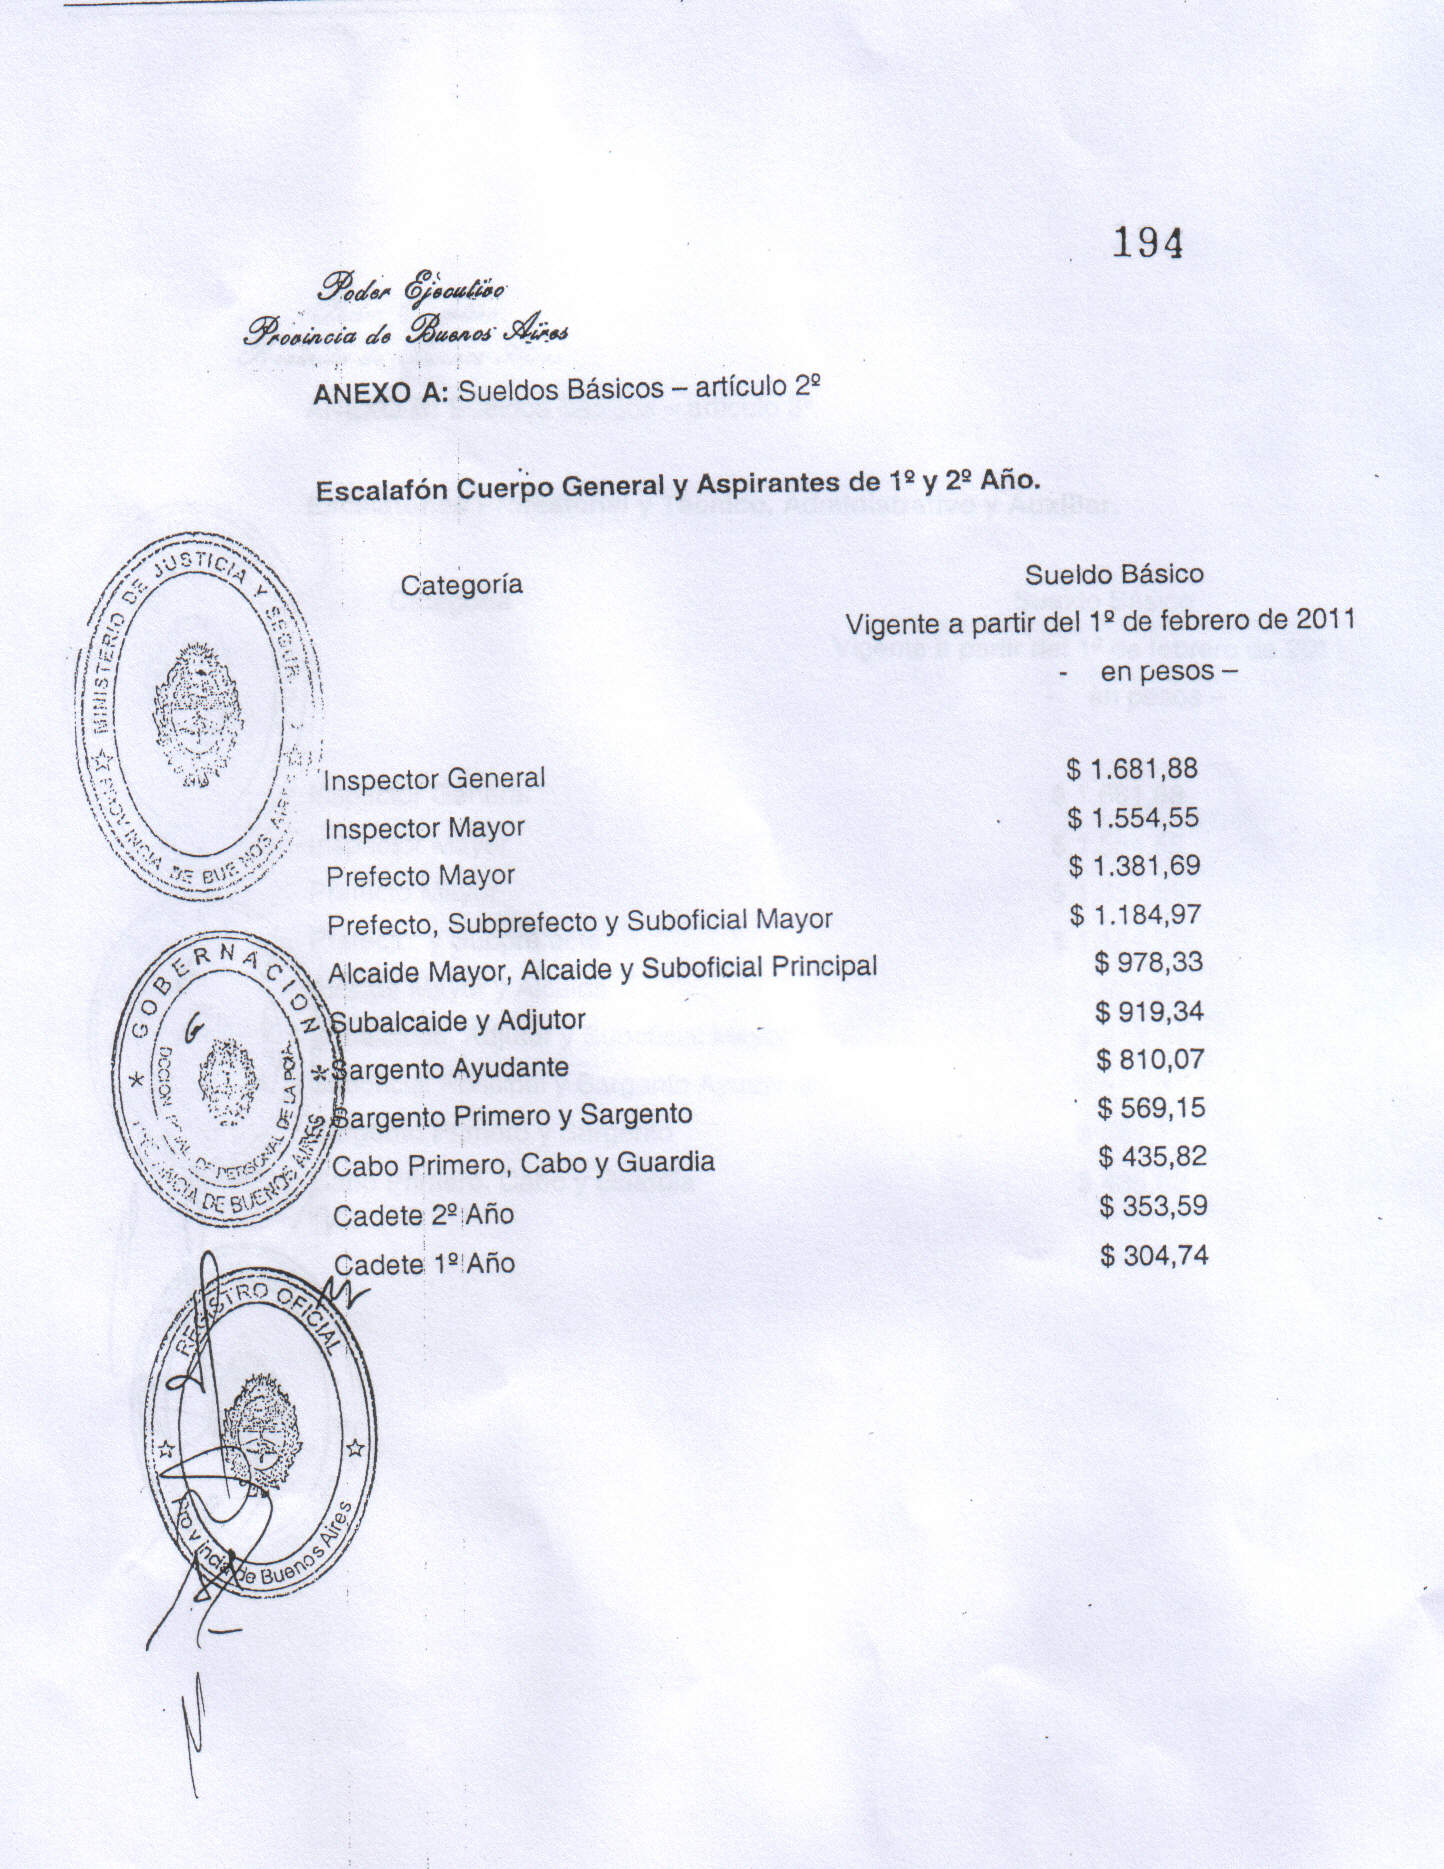 194
Poder Ejecutivo
Provincia de Buenos Aires
ANEXO A: Sueldos Básicos – artículo 2º
Escalafón Cuerpo General y Aspirantes de 1º y 2º Año.
Categoría
Sueldo Básico
Vigente a partir del 1º de febrero de 2011
- en pesos –
Inspector General $ 1.681,88
Inspector Mayor $ 1.554,55
Prefecto Mayor $ 1.381,69
Prefecto, Subprefecto y Suboficial Mayor $ 1.184,97
Alcaide Mayor, Alcaide y Suboficial Principal $ 978,33
Subalcaide y Adjutor $ 919,34
Sargento Ayudante $ 810,07
Sargento Primero y Sargento $ 569,15
Cabo Primero, Cabo y Guardia $ 435,82
Cadete 2º Año $ 353,59
Cadete 1º Año $ 304,74
MINISTERIO DE JUSTICIA Y SEGUR
PROVINCIA DE BUENOS AIRES
GOBERNACION
PROVINCIA DE BUENOS AIRES
DE PERSONAL DE LA PCIA.
REGISTRO OFICIAL
Provincia de Buenos Aires